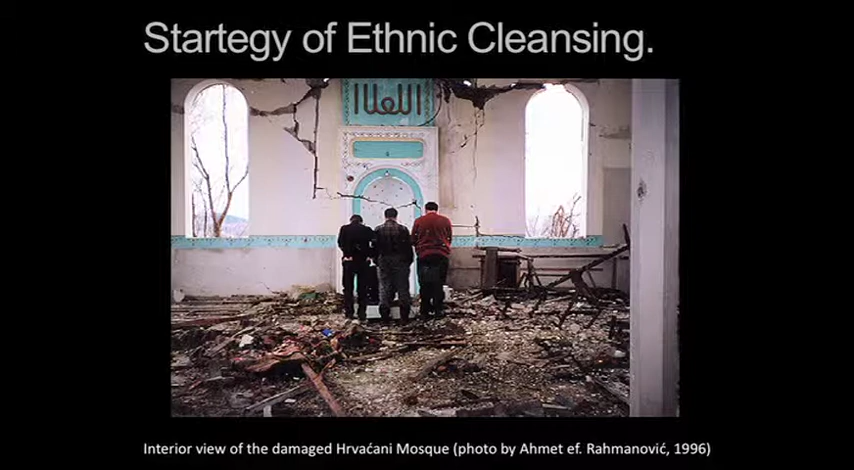 Startegy of Ethnic Cleansing.
Interior view of the damaged Hrvaćani Mosque (photo by Ahmet ef. Rahmanović, 1996)